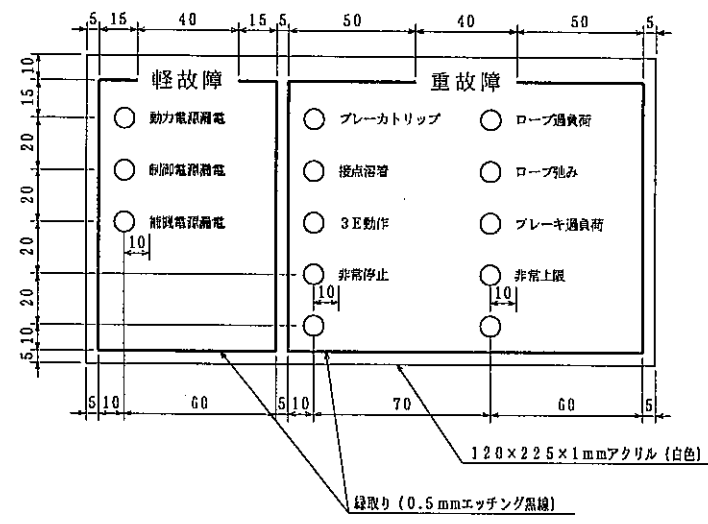 5 15 40 15 5 50 40 50 5
10
15
20
20
20
20
10
5
軽故障
重故障
動力電源漏電
ブレーカトリップ
ロープ過負荷
制御電源漏電
接点溶着
ロープ弛み
補機電源漏電
3E動作
ブレーキ過負荷
10
非常停止
非常上限
10
10
5 10 60 5 10 70 60 5
120×225×1mmアクリル(白色)
縁取り(0.5mmエッチング黒線)